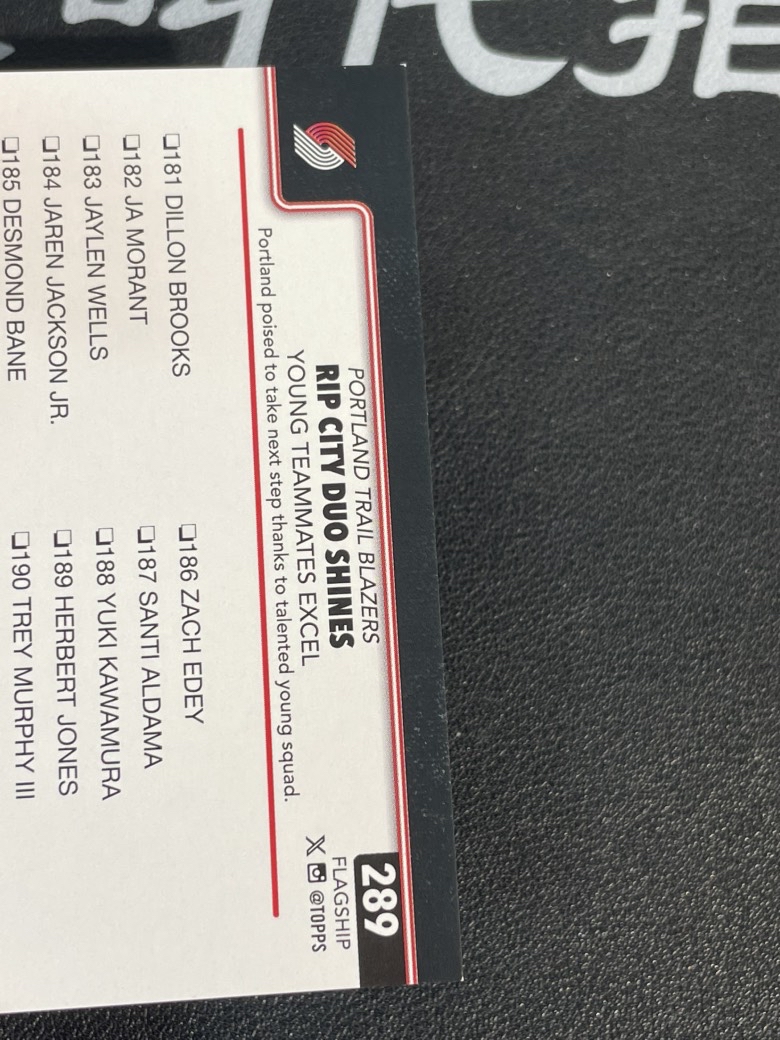 289
PORTLAND TRAIL BLAZERS
RIP CITY DUO SHINES
YOUNG TEAMMATES EXCEL
Portland poised to take next step thanks to talented young squad.
FLAGSHIP
@TOPPS
❑181 DILLON BROOKS
❑182 JA MORANT
❑183 JAYLEN WELLS
❑184 JAREN JACKSON JR.
❑185 DESMOND BANE
❑186 ZACH EDEY
❑187 SANTI ALDAMA
❑188 YUKI KAWAMURA
❑189 HERBERT JONES
❑190 TREY MURPHY III